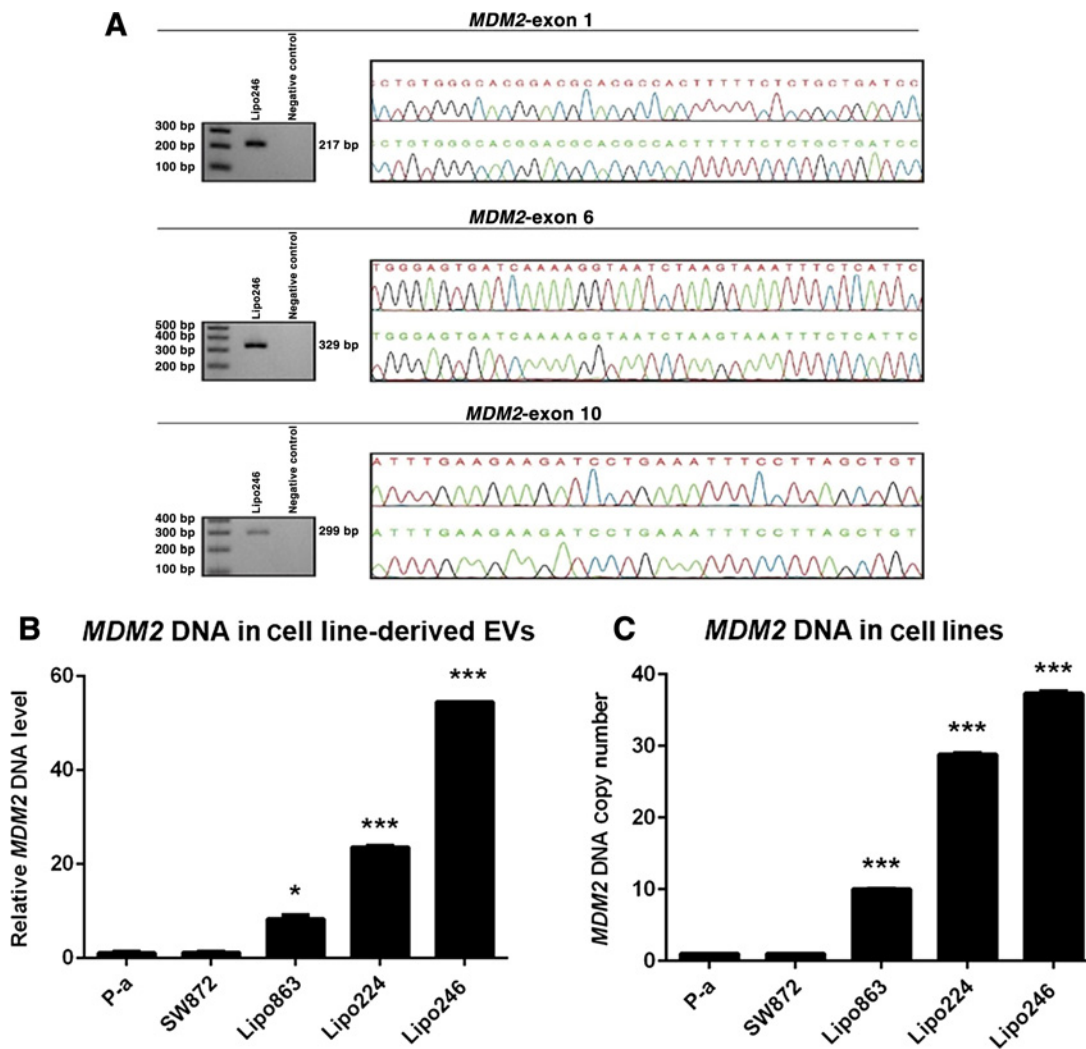 A
MDM2-exon 1
Lipo246
Negative control
300 bp
200 bp
100 bp
217 bp
CCTGTGGGCACGGACGCACGCCACTTTTTCTCTGCTGATCC
CCTGTGGGCACGGACGCACGCCACTTTTTCTCTGCTGATCC
MDM2-exon 6
Lipo246
Negative control
500 bp
400 bp
300 bp
200 bp
329 bp
TGGGAGTGATCAAAAGGTAATCTAAGTAAATTTCTCATTC
TGGGAGTGATCAAAAGGTAATCTAAGTAAATTTCTCATTC
MDM2-exon 10
Lipo246
Negative control
400 bp
300 bp
200 bp
100 bp
299 bp
ATTTGAAGAAGATCCTGAAATTTCCTTAGCTGT
ATTTGAAGAAGATCCTGAAATTTCCTTAGCTGT
B
MDM2 DNA in cell line-derived EVs
Relative MDM2 DNA level
60
40
20
0
*
***
***
P-a
SW872
Lipo863
Lipo224
Lipo246
C
MDM2 DNA in cell lines
MDM2 DNA copy number
40
30
20
10
0
***
***
***
P-a
SW872
Lipo863
Lipo224
Lipo246